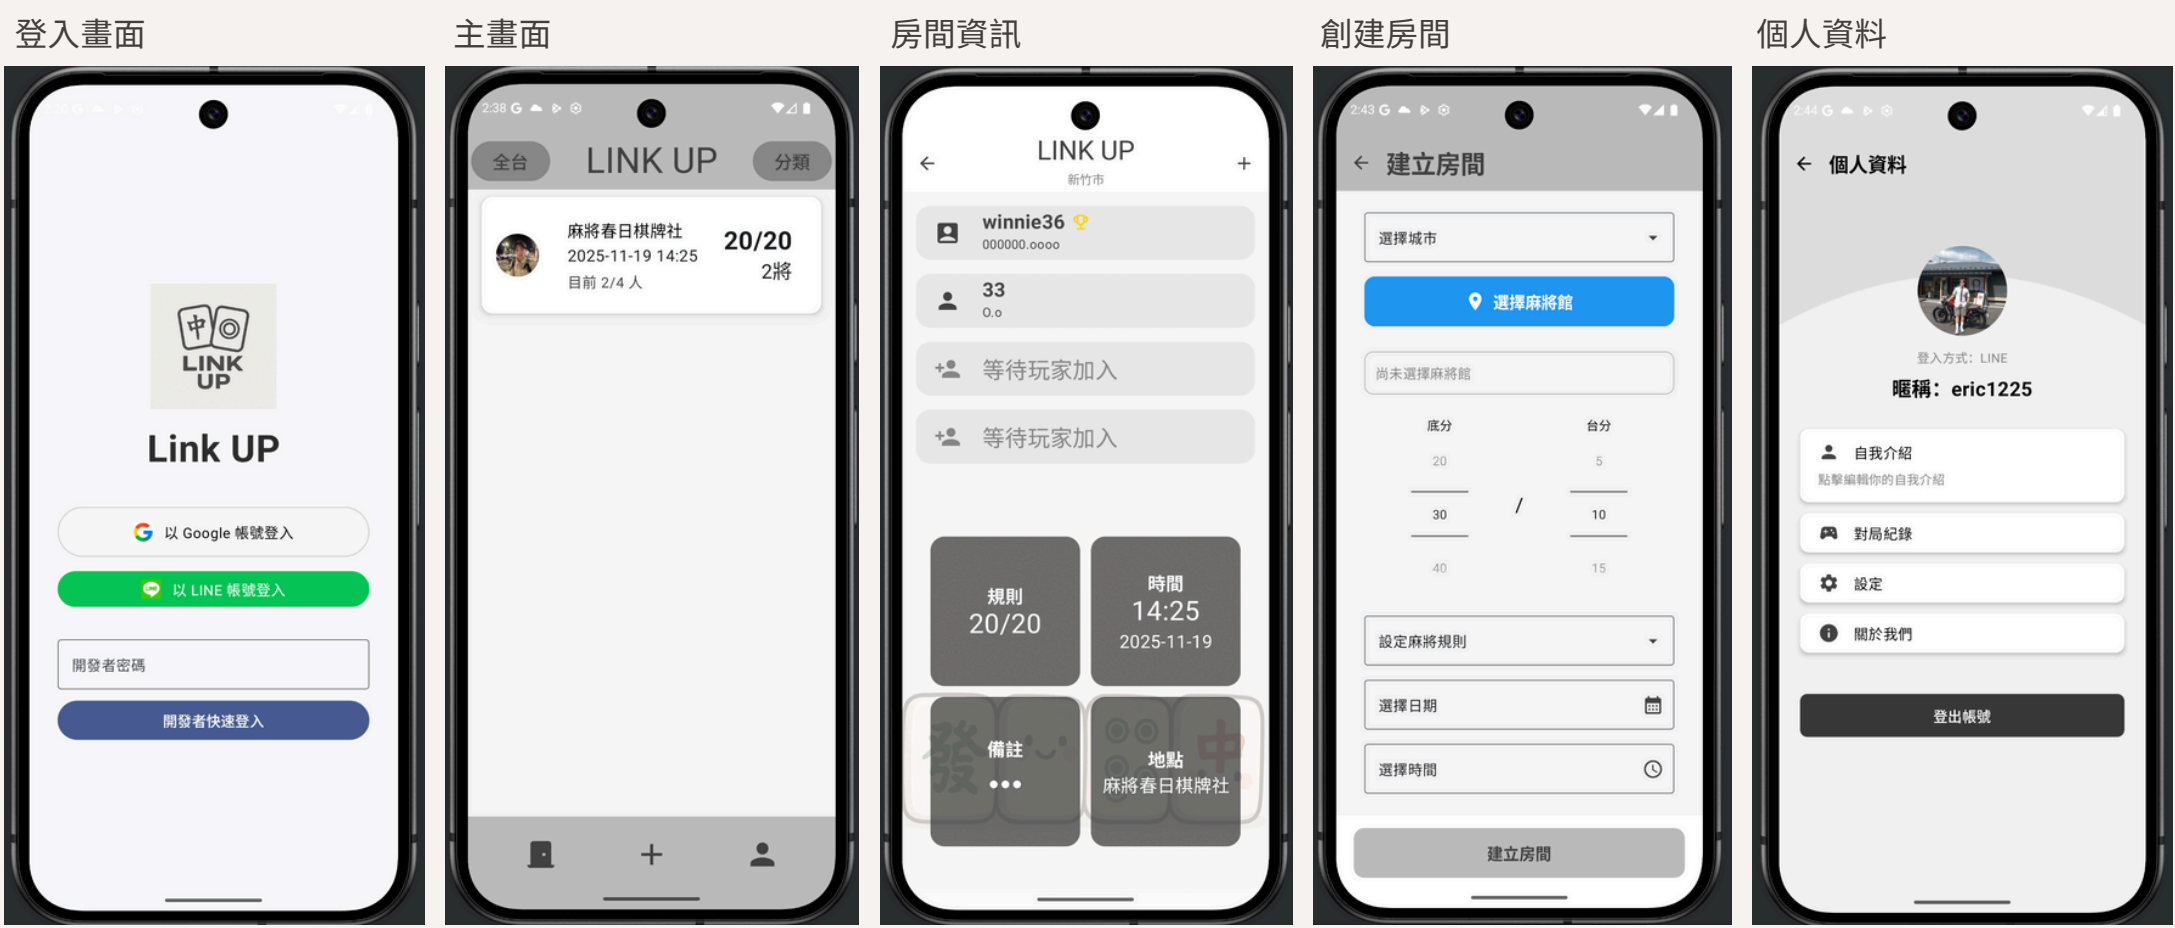 登入畫面
中
LINK
UP
Link UP
以 Google 帳號登入
LINE
以 LINE 帳號登入
開發者密碼
開發者快速登入
主畫面
2:38
全台
LINK UP
分類
麻將春日棋牌社
2025-11-19 14:25
目前 2/4 人
20/20
2將
房間資訊
LINK UP
新竹市
winnie36
000000.oooo
33
O.o
等待玩家加入
等待玩家加入
規則
20/20
時間
14:25
2025-11-19
備註
•••
地點
麻將春日棋牌社
發
中
創建房間
2:43
建立房間
選擇城市
選擇麻將館
尚未選擇麻將館
底分
台分
20
5
30
/
10
40
15
設定麻將規則
選擇日期
選擇時間
建立房間
個人資料
2:44
個人資料
登入方式：LINE
暱稱：eric1225
自我介紹
點擊編輯你的自我介紹
對局紀錄
設定
關於我們
登出帳號